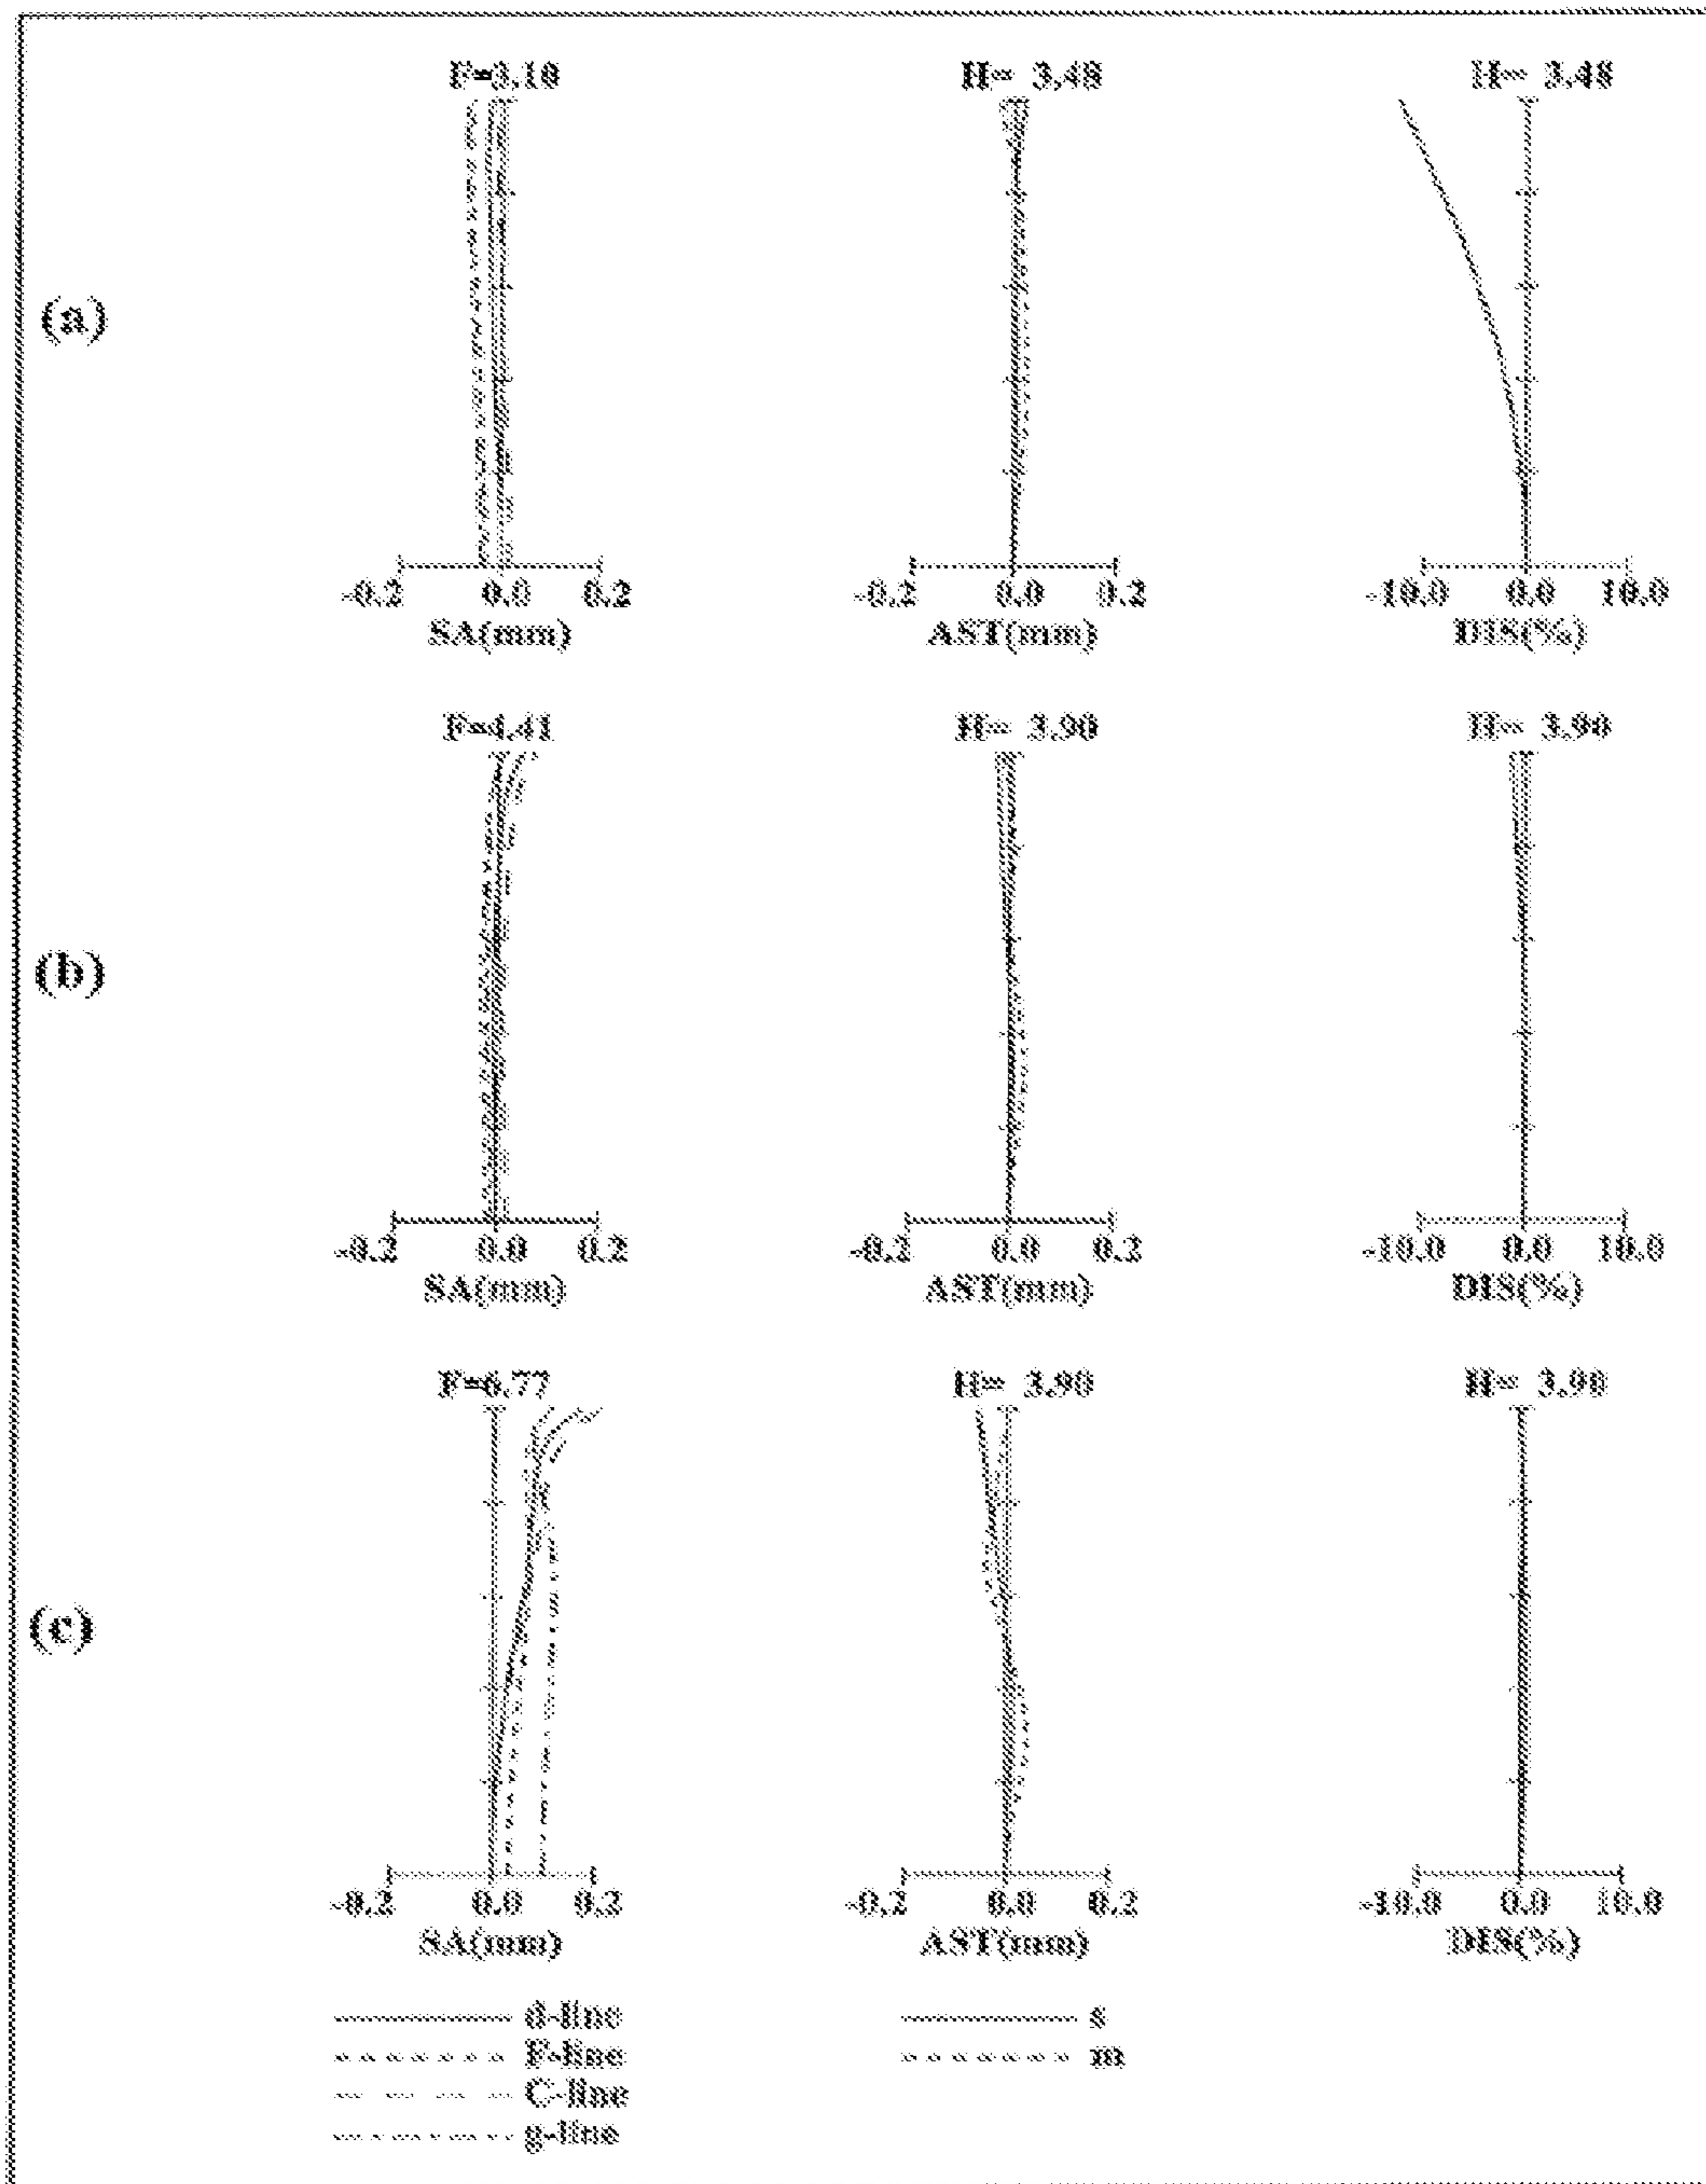 F=3.10 H= 3.48 H= 3.48
(a)
-0.2 0.0 0.2 -0.2 0.0 0.2 -10.0 0.0 10.0
SA(mm) AST(mm) DIS(%)
F=4.41 H= 3.90 H= 3.90
(b)
-0.2 0.0 0.2 -0.2 0.0 0.2 -10.0 0.0 10.0
SA(mm) AST(mm) DIS(%)
F=6.77 H= 3.90 H= 3.90
(c)
-0.2 0.0 0.2 -0.2 0.0 0.2 -10.0 0.0 10.0
SA(mm) AST(mm) DIS(%)
d-line s
F-line m
C-line
g-line